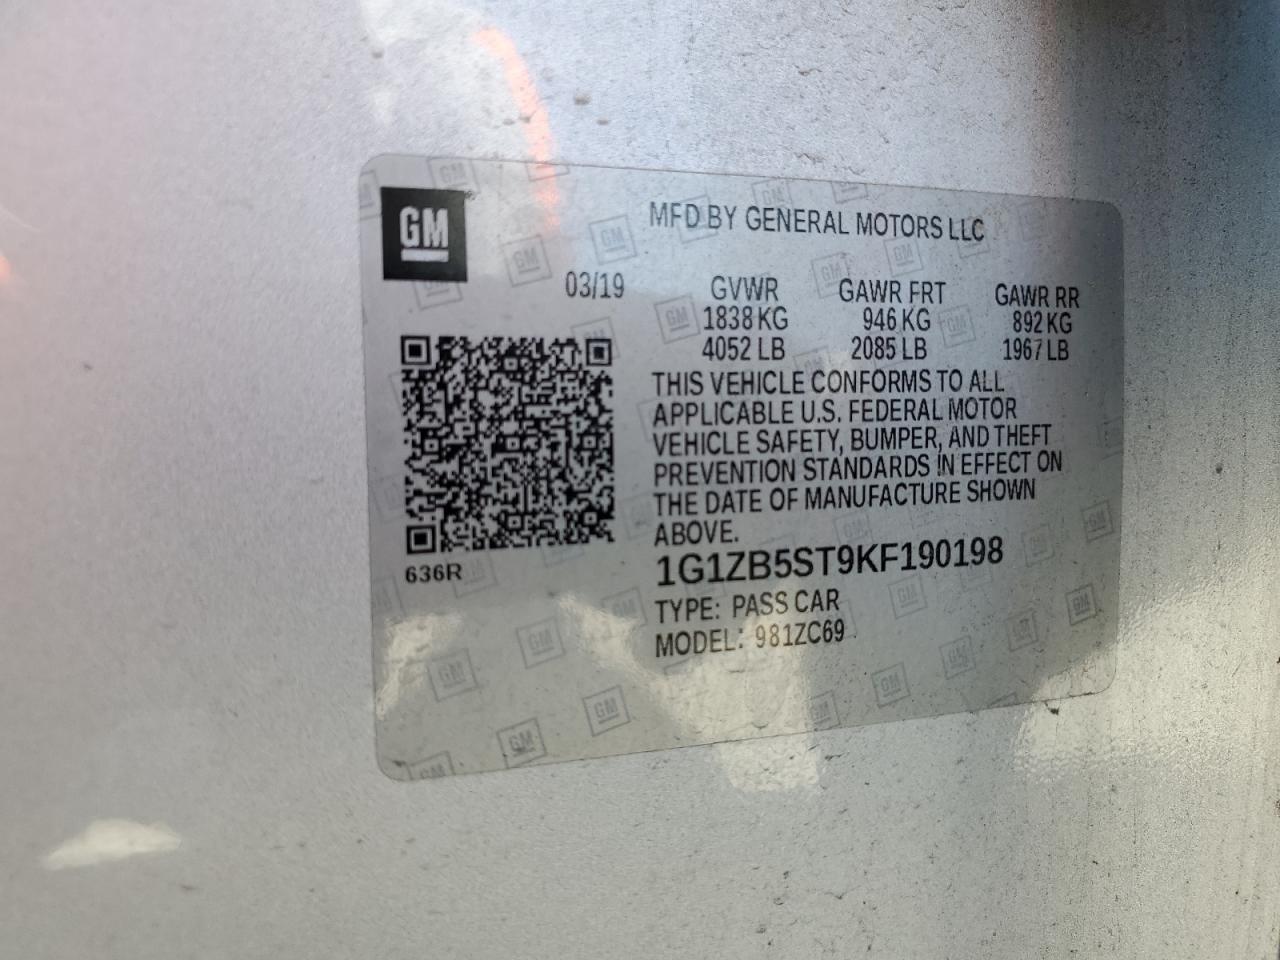 GM
MFD BY GENERAL MOTORS LLC
03/19 GVWR GAWR FRT GAWR RR
1838 KG 946 KG 892 KG
4052 LB 2085 LB 1967 LB
THIS VEHICLE CONFORMS TO ALL
APPLICABLE U.S. FEDERAL MOTOR
VEHICLE SAFETY, BUMPER, AND THEFT
PREVENTION STANDARDS IN EFFECT ON
THE DATE OF MANUFACTURE SHOWN
ABOVE.
636R
1G1ZB5ST9KF190198
TYPE: PASS CAR
MODEL: 981ZC69